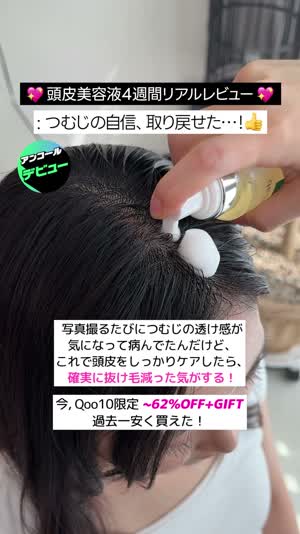 💖 頭皮美容液4週間リアルレビュー 💖
: つむじの自信、取り戻せた…!👍
アンコール
デビュー
写真撮るたびにつむじの透け感が
気になって病んでたんだけど、
これで頭皮をしっかりケアしたら、
確実に抜け毛減った気がする！
今, Qoo10限定 ~62%OFF+GIFT
過去一安く買えた！